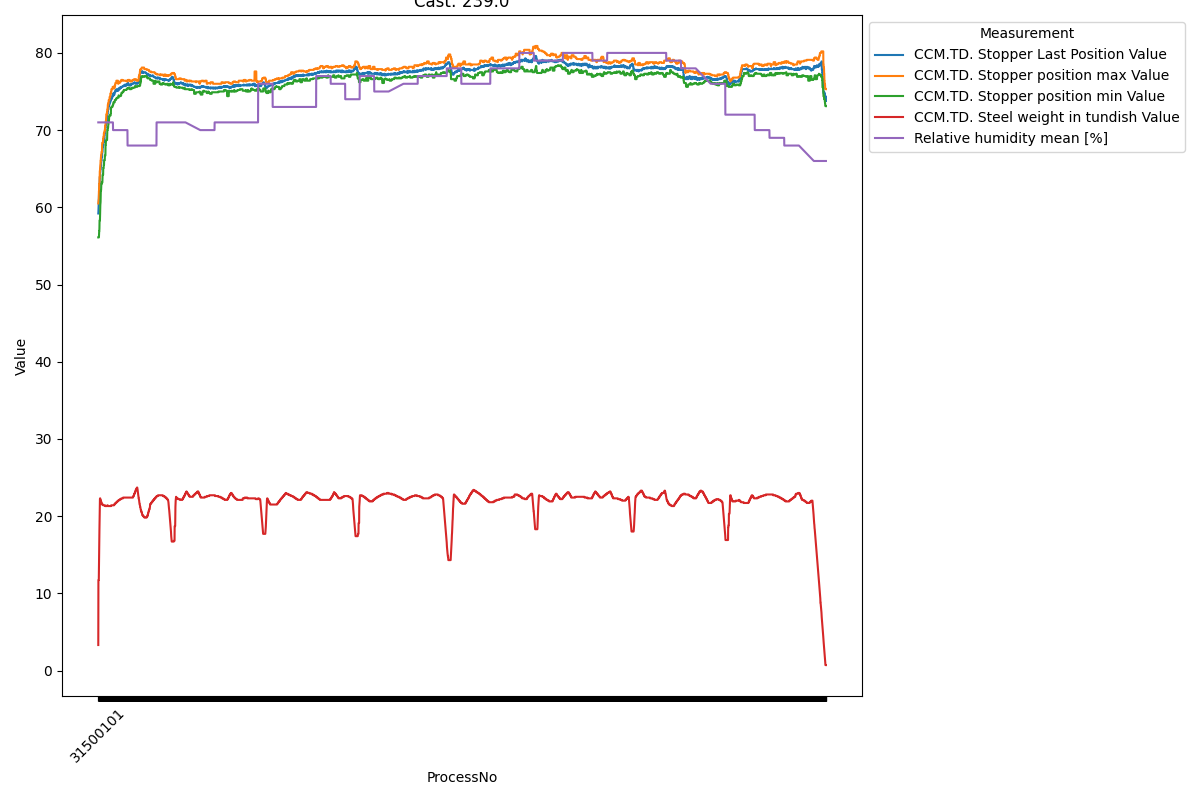 Cast: 239.0
Measurement
CCM.TD. Stopper Last Position Value
CCM.TD. Stopper position max Value
CCM.TD. Stopper position min Value
CCM.TD. Steel weight in tundish Value
Relative humidity mean [%]
80
70
60
50
40
30
20
10
0
Value
31500101
ProcessNo